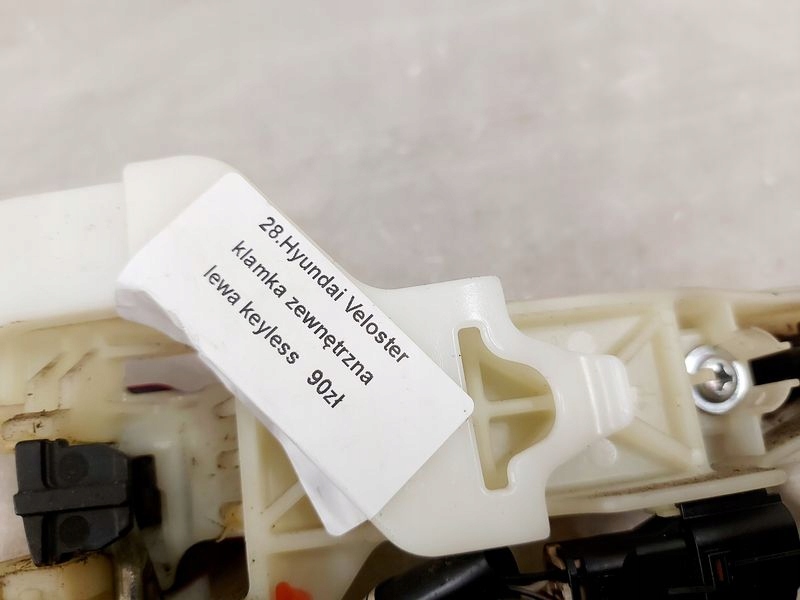 28.Hyundai Veloster
klamka zewnętrzna
lewa keyless 90zł